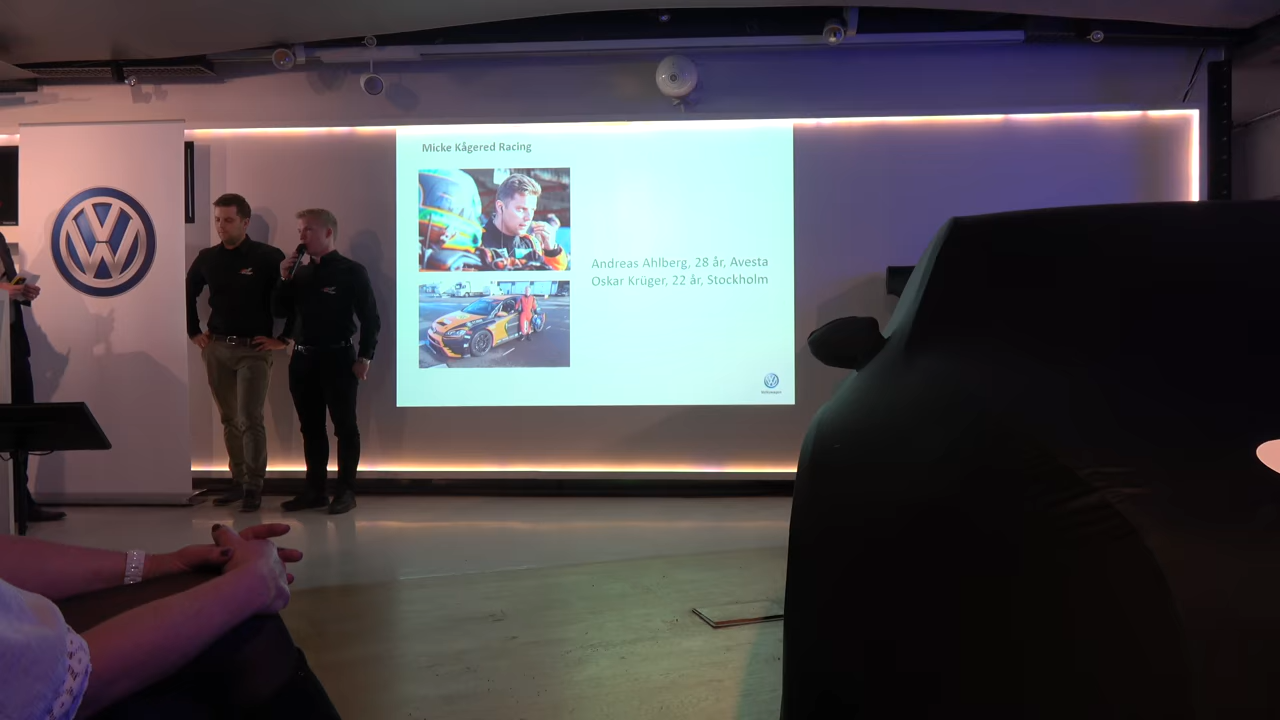 Micke Kågered Racing
Andreas Ahlberg, 28 år, Avesta
Oskar Krüger, 22 år, Stockholm